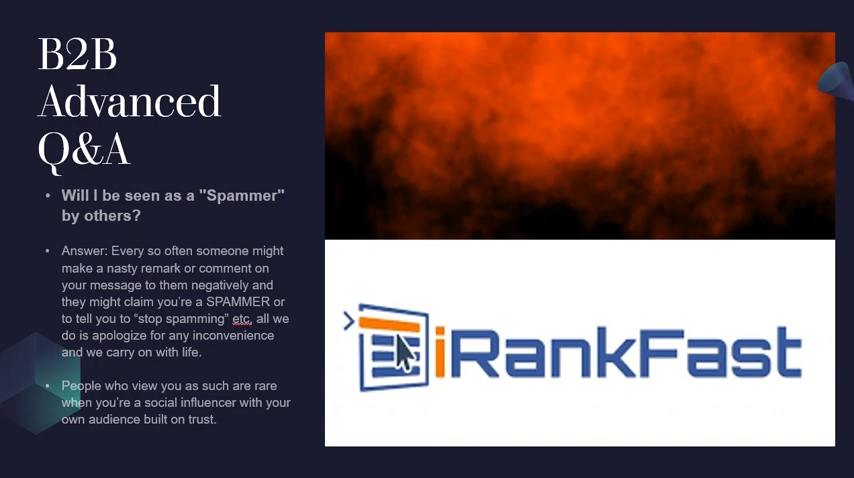 B2B
Advanced
Q&A
• Will I be seen as a "Spammer"
by others?
• Answer: Every so often someone might
make a nasty remark or comment on
your message to them negatively and
they might claim you're a SPAMMER or
to tell you to “stop spamming” etc, all we
do is apologize for any inconvenience
and we carry on with life.
• People who view you as such are rare
when you're a social influencer with your
own audience built on trust.
iRankFast